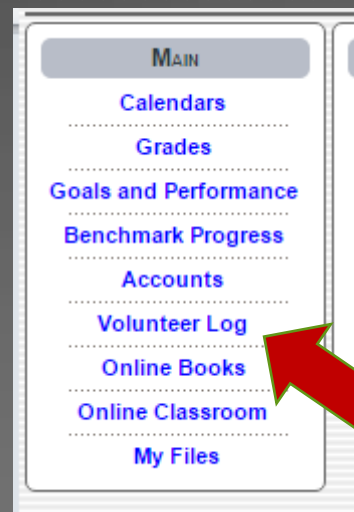 Main
Calendars
Grades
Goals and Performance
Benchmark Progress
Accounts
Volunteer Log
Online Books
Online Classroom
My Files